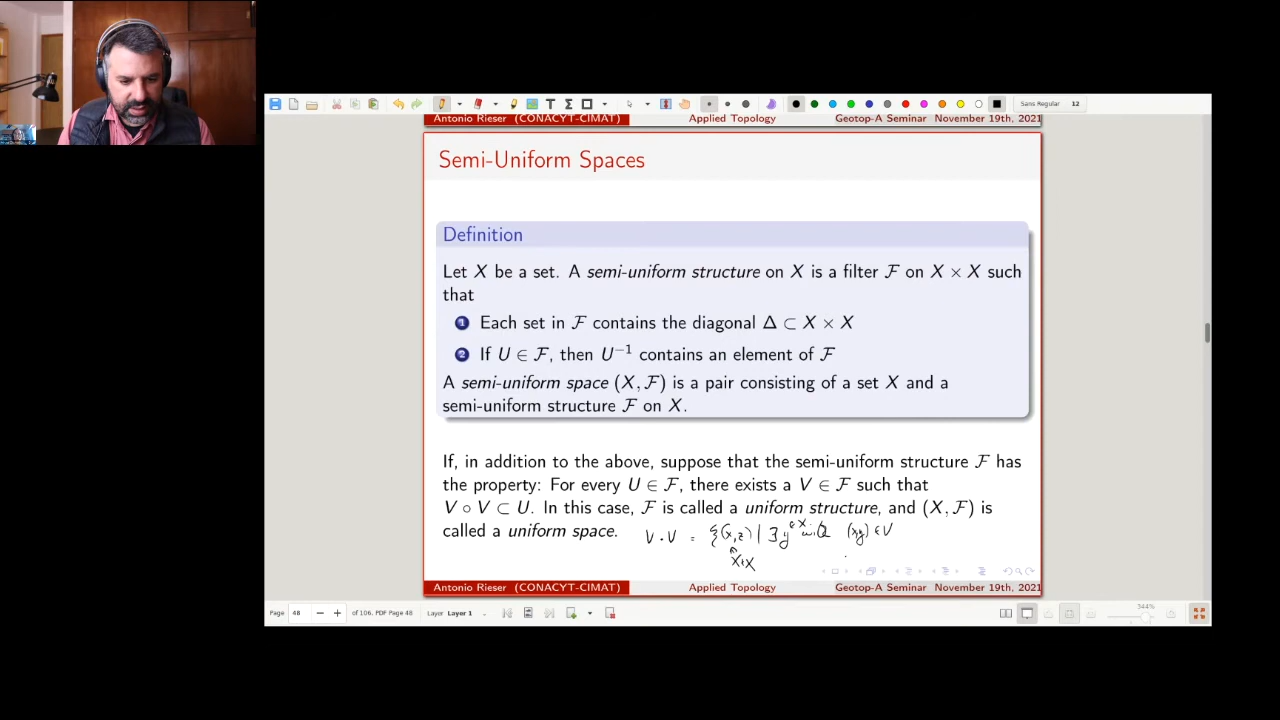 Sans Regular 12
Antonio Rieser (CONACYT-CIMAT) Applied Topology Geotop-A Seminar November 19th, 2021
Semi-Uniform Spaces
Definition
Let X be a set. A semi-uniform structure on X is a filter F on X × X such
that
1 Each set in F contains the diagonal Δ ⊂ X × X
2 If U ∈ F, then U⁻¹ contains an element of F
A semi-uniform space (X, F) is a pair consisting of a set X and a
semi-uniform structure F on X.
If, in addition to the above, suppose that the semi-uniform structure F has
the property: For every U ∈ F, there exists a V ∈ F such that
V ∘ V ⊂ U. In this case, F is called a uniform structure, and (X, F) is
called a uniform space. V ∘ V = {(x,z) | ∃ y ∈ X with (x,y) ∈ V
X×X
Antonio Rieser (CONACYT-CIMAT) Applied Topology Geotop-A Seminar November 19th, 2021
Page 48 of 106. PDF Page 48 Layer Layer 1 544%